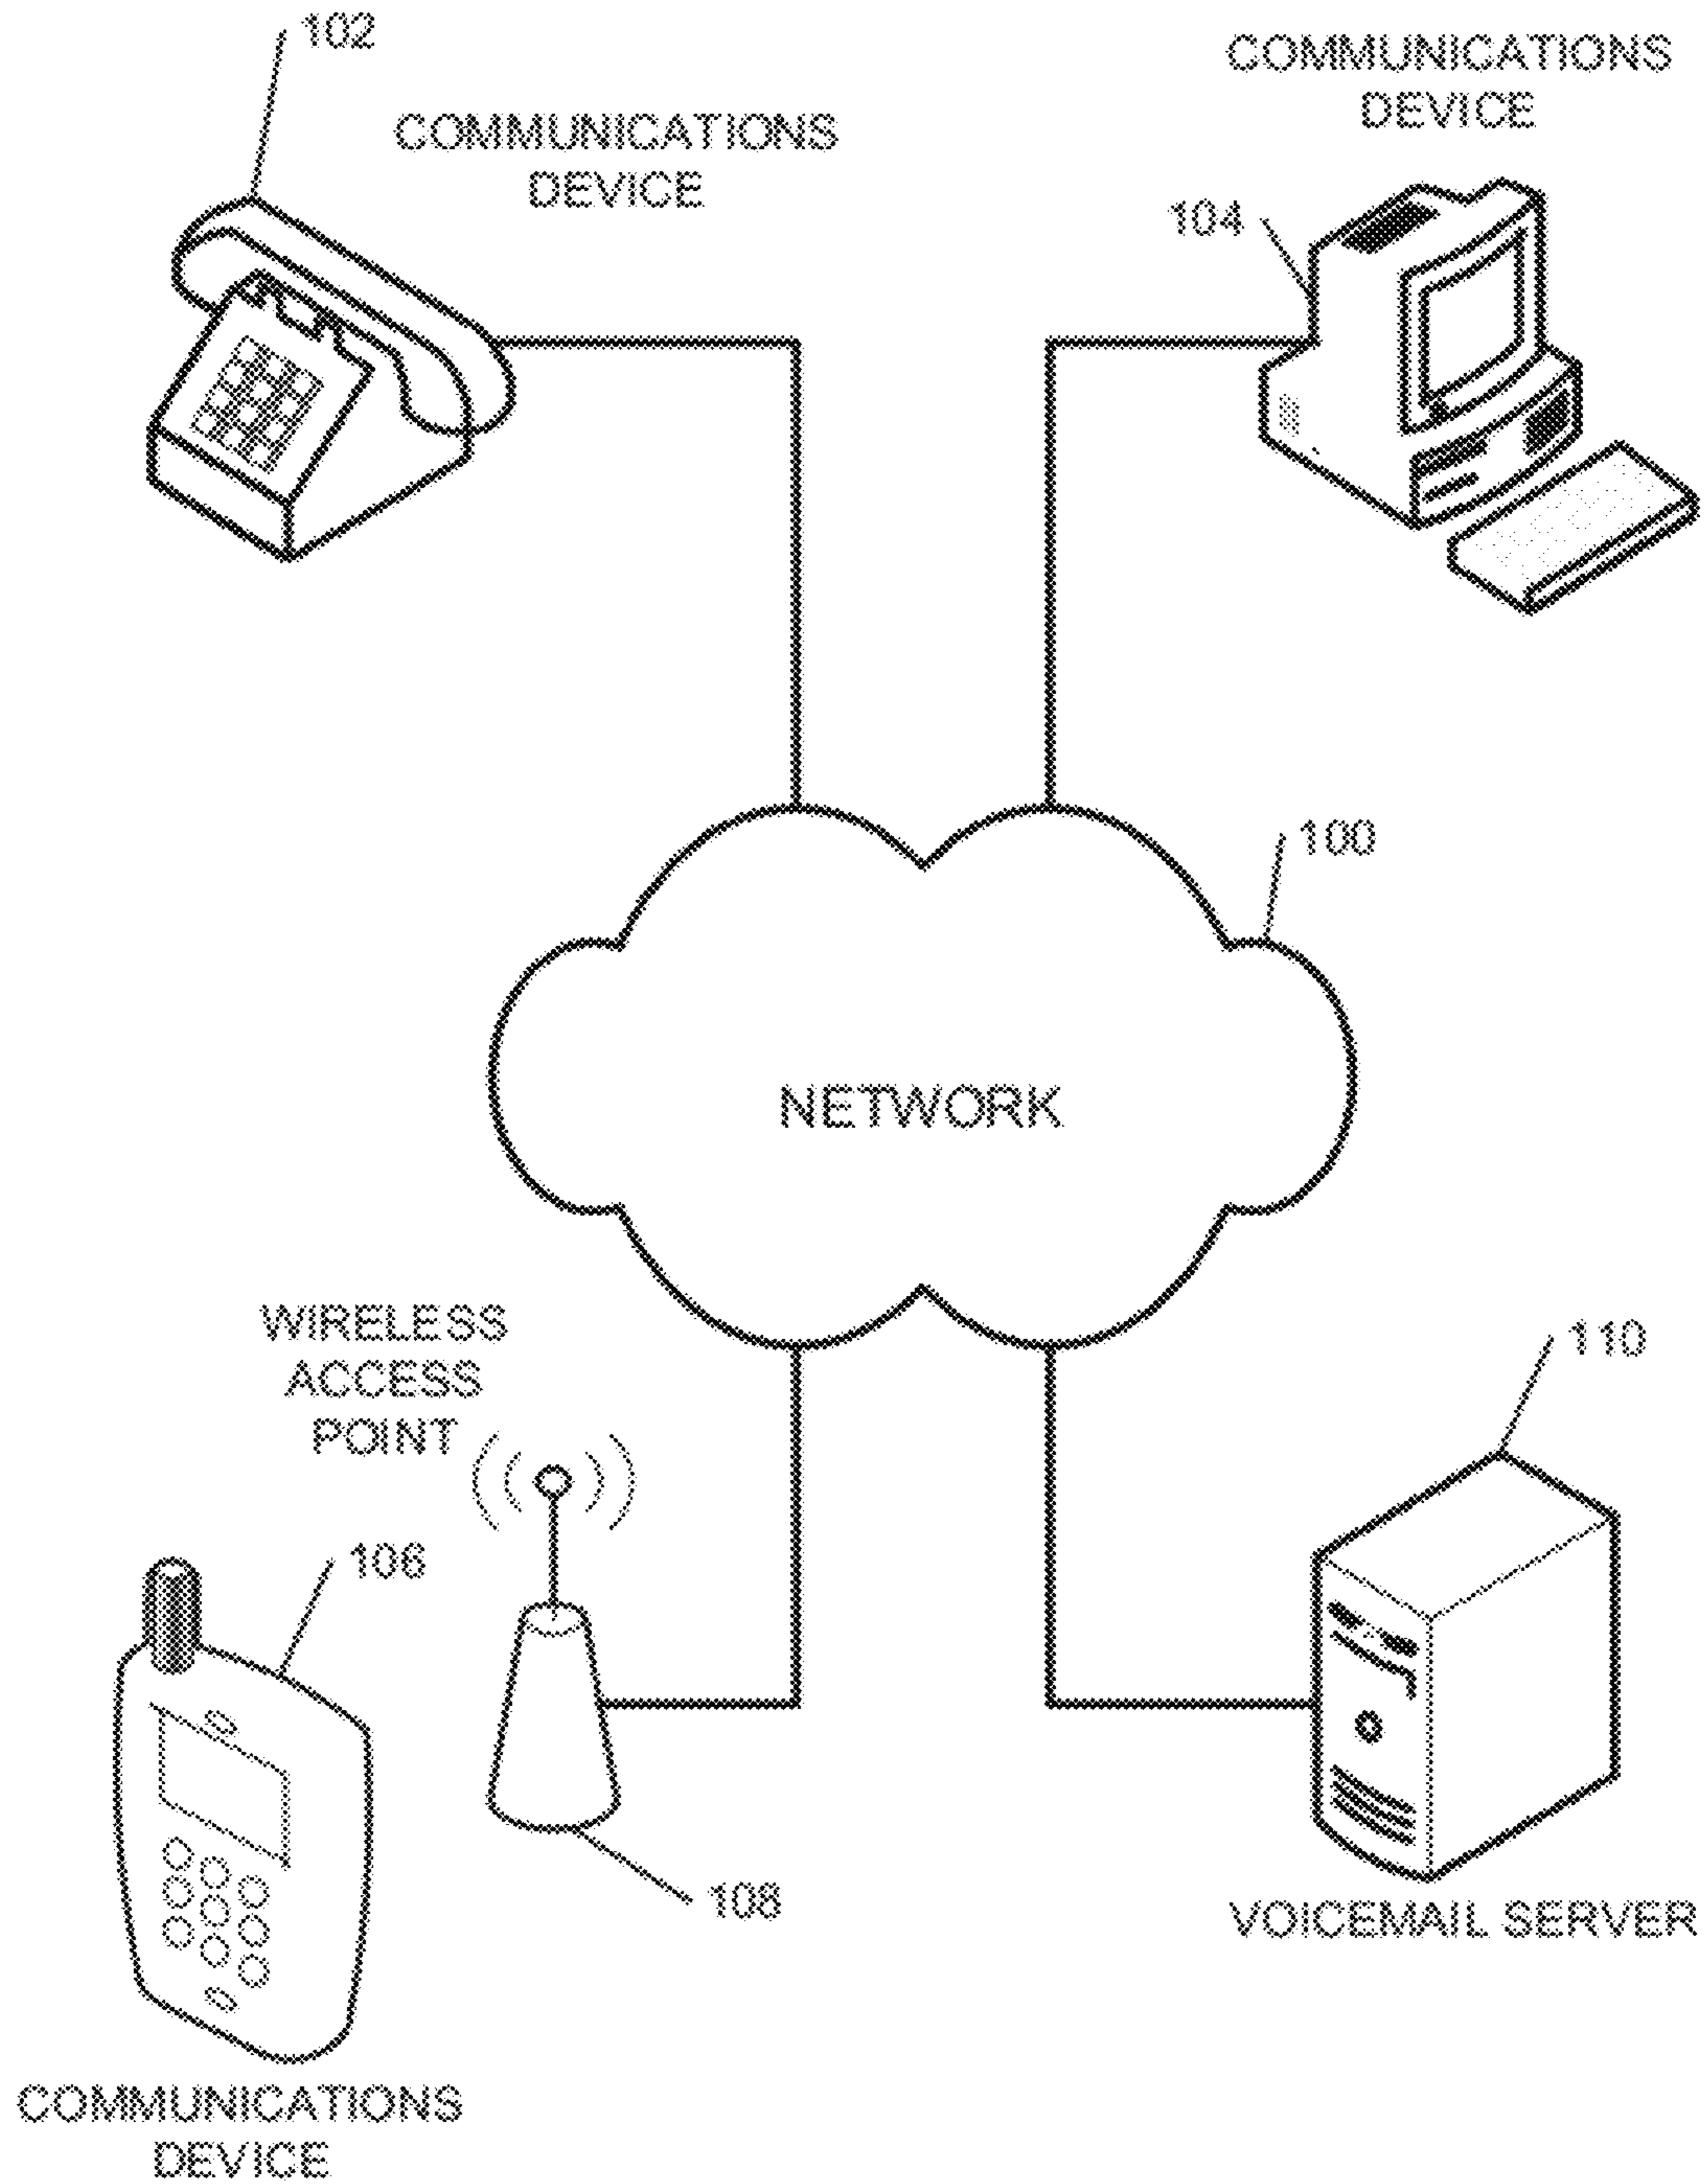 102
COMMUNICATIONS
DEVICE
COMMUNICATIONS
DEVICE
104
100
NETWORK
WIRELESS
ACCESS
POINT
110
106
108
VOICEMAIL SERVER
COMMUNICATIONS
DEVICE